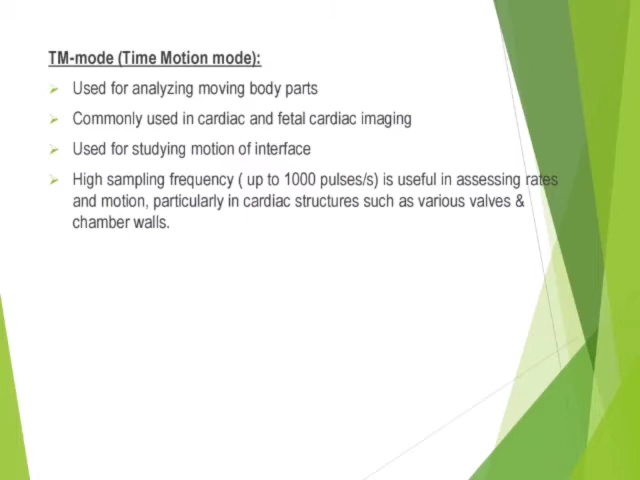 TM-mode (Time Motion mode):
Used for analyzing moving body parts
Commonly used in cardiac and fetal cardiac imaging
Used for studying motion of interface
High sampling frequency ( up to 1000 pulses/s) is useful in assessing rates
and motion, particularly in cardiac structures such as various valves &
chamber walls.